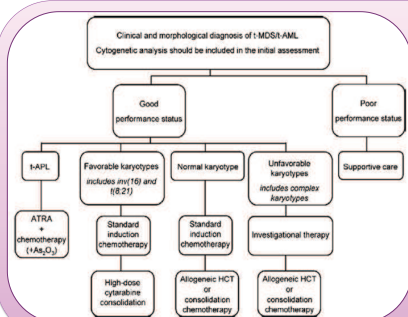 Clinical and morphological diagnosis of t-MDS/t-AML
Cytogenetic analysis should be included in the initial assessment
Good
performance status
Poor
performance status
t-APL
Favorable karyotypes
includes inv(16) and
t(8;21)
Normal karyotype
Unfavorable
karyotypes
includes complex
karyotypes
Supportive care
ATRA
+
chemotherapy
(+As₂O₃)
Standard
induction
chemotherapy
Standard
induction
chemotherapy
Investigational therapy
High-dose
cytarabine
consolidation
Allogeneic HCT
or
consolidation
chemotherapy
Allogeneic HCT
or
consolidation
chemotherapy